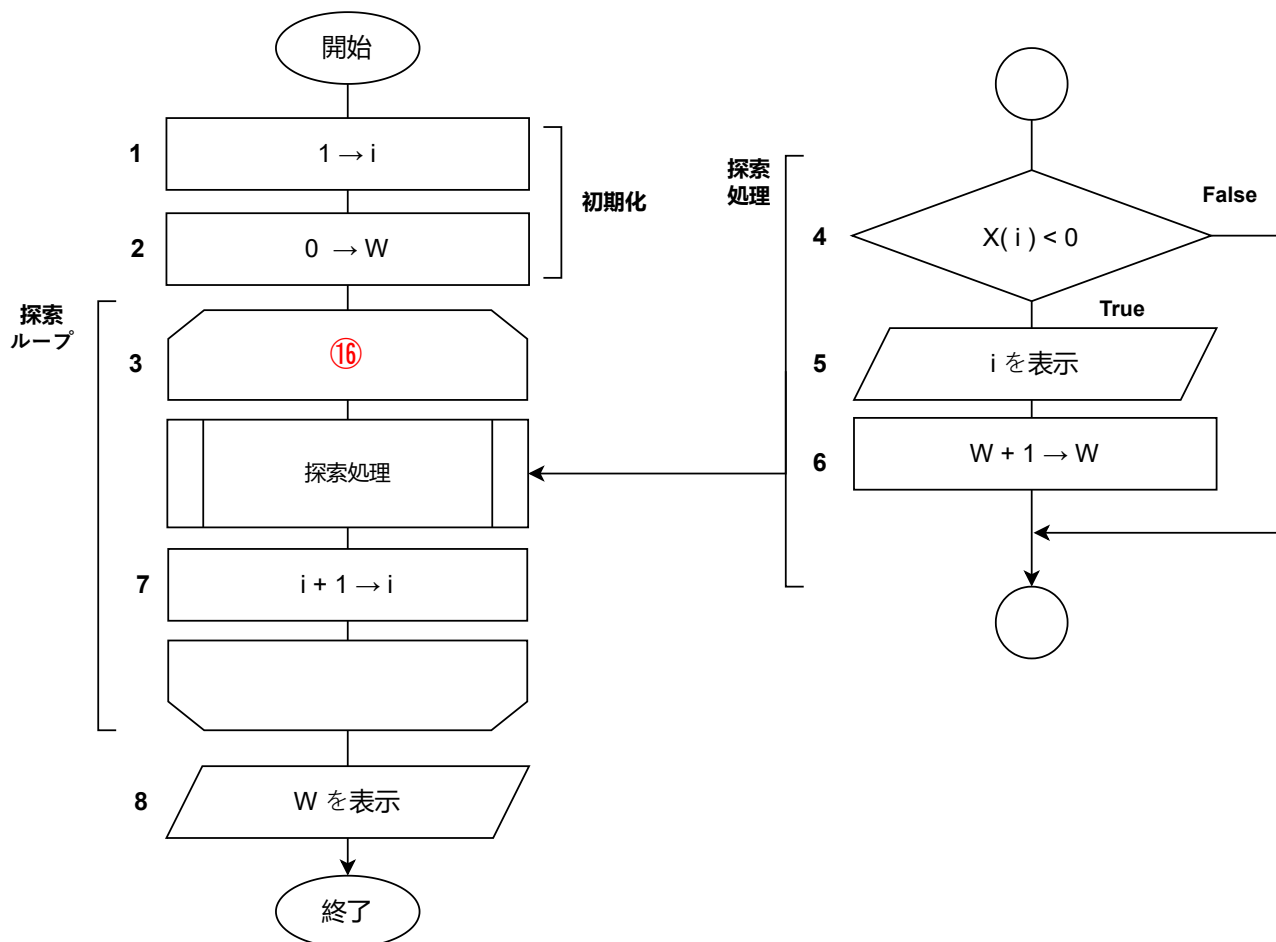 開始
1
1 → i
初期化
2
0 → W
探索
ループ
3
⑯
探索処理
7
i + 1 → i
8
W を表示
終了
探索
処理
4
X( i ) < 0
False
True
5
i を表示
6
W + 1 → W